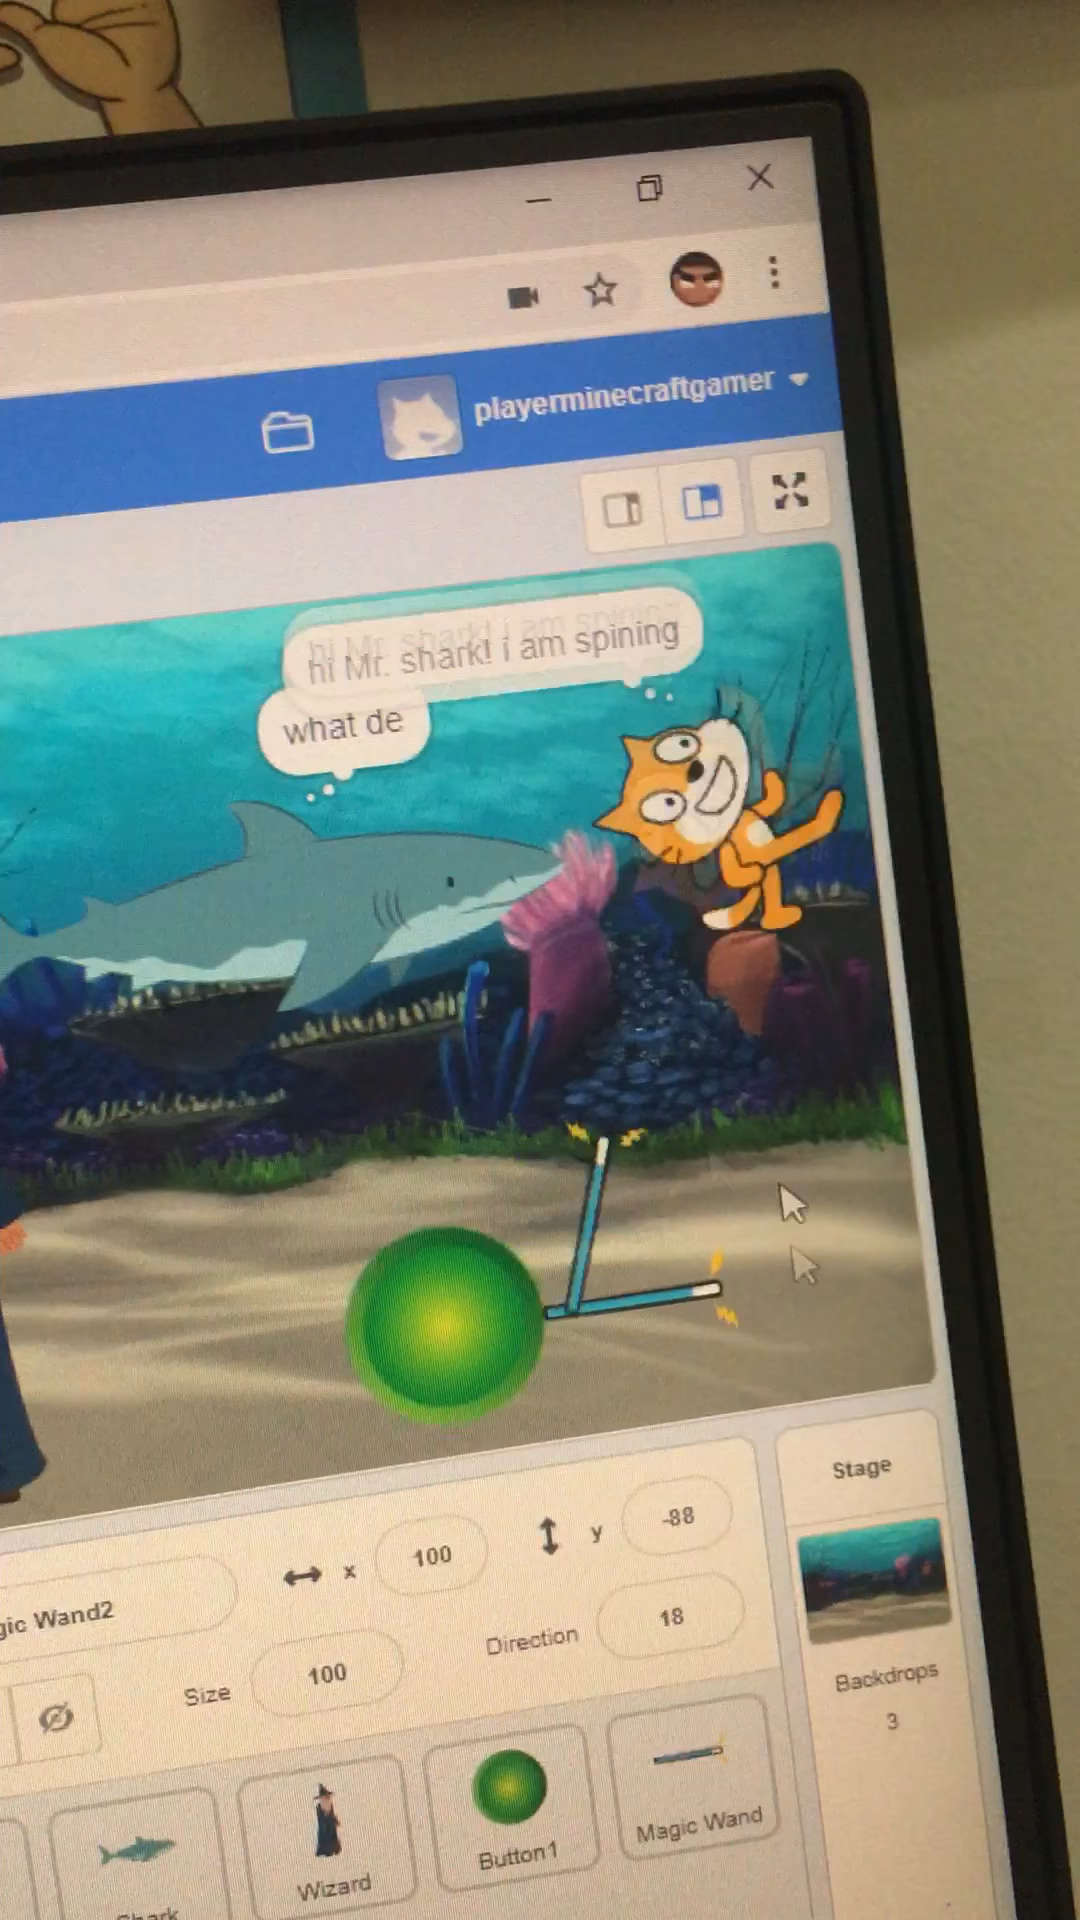 playerminecraftgamer
hi Mr. shark! i am spining
what de
Stage
x
100
y
-88
Wand2
Size
100
Direction
18
Backdrops
3
Wizard
Button1
Magic Wand